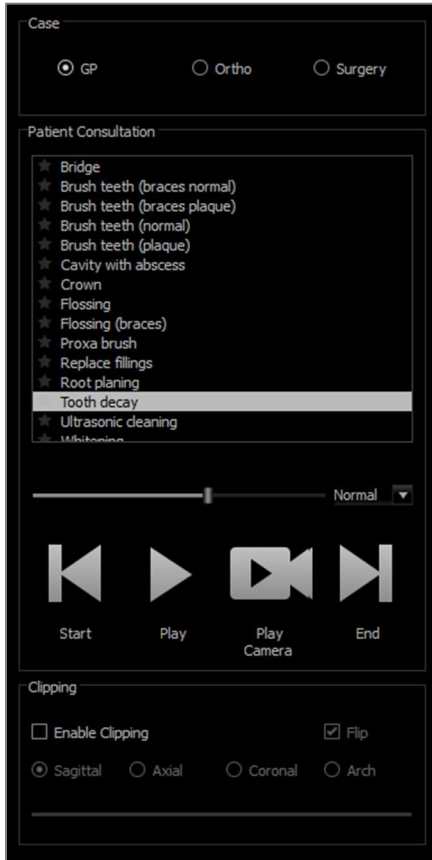 Case
GP Ortho Surgery
Patient Consultation
Bridge
Brush teeth (braces normal)
Brush teeth (braces plaque)
Brush teeth (normal)
Brush teeth (plaque)
Cavity with abscess
Crown
Flossing
Flossing (braces)
Proxa brush
Replace fillings
Root planing
Tooth decay
Ultrasonic cleaning
Whitening
Normal
Start Play Play Camera End
Clipping
Enable Clipping Flip
Sagittal Axial Coronal Arch